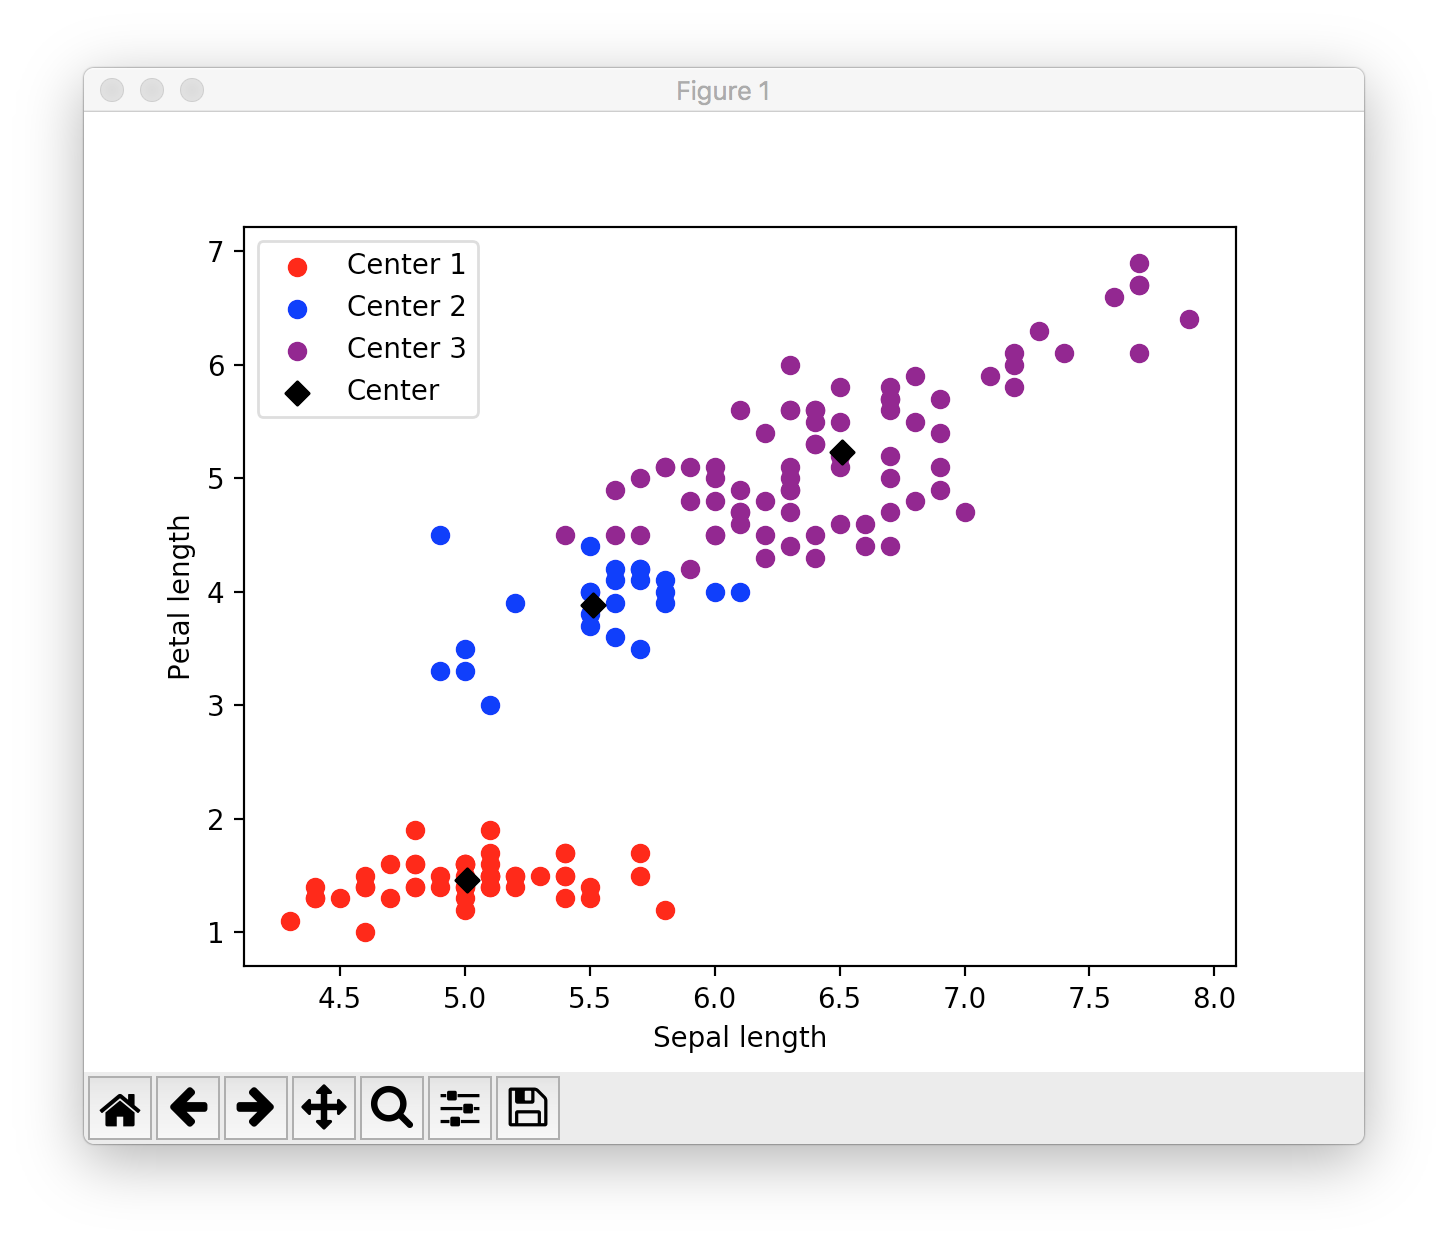 Figure 1
Center 1
Center 2
Center 3
Center
7
6
5
4
3
2
1
Petal length
4.5 5.0 5.5 6.0 6.5 7.0 7.5 8.0
Sepal length